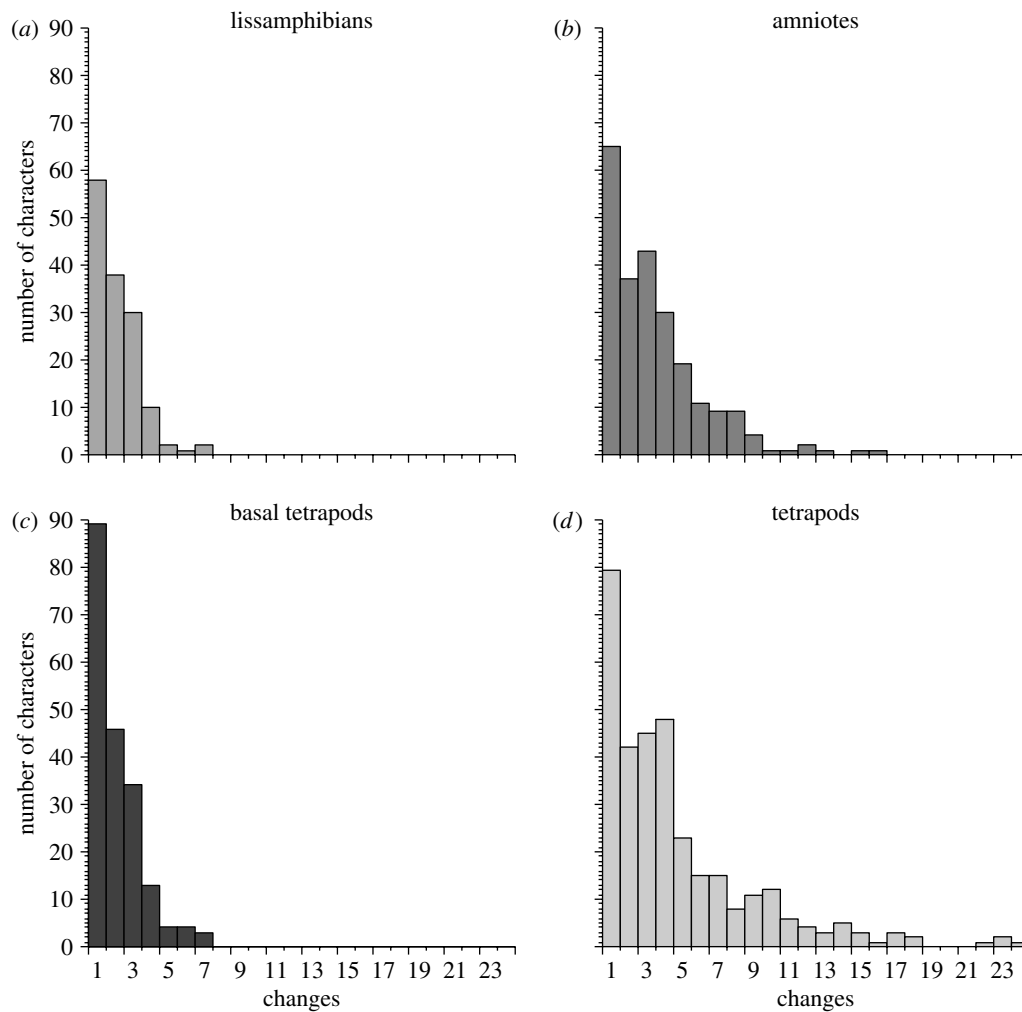 (a) lissamphibians
90
80
70
60
50
40
30
20
10
0
number of characters
(b) amniotes
(c) basal tetrapods
90
80
70
60
50
40
30
20
10
0
number of characters
1 3 5 7 9 11 13 15 17 19 21 23
changes
(d) tetrapods
1 3 5 7 9 11 13 15 17 19 21 23
changes